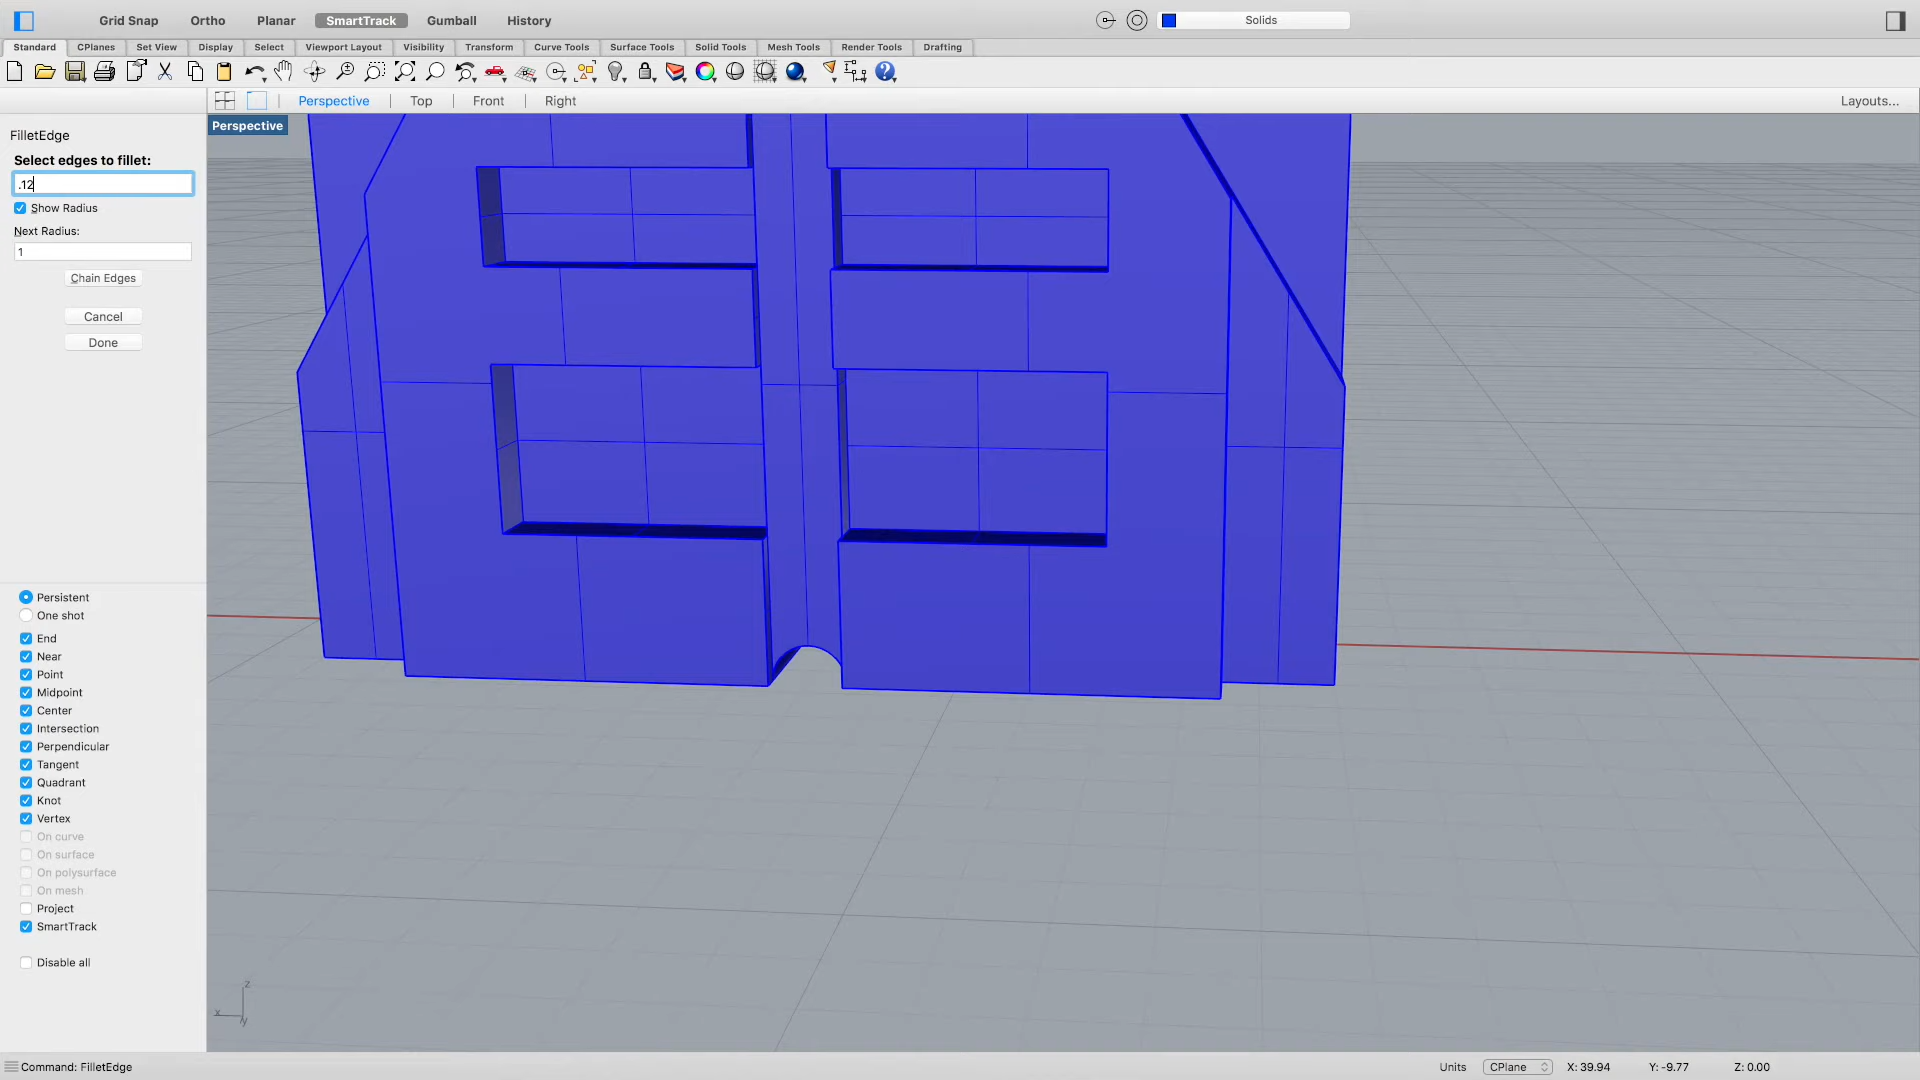 Grid Snap Ortho Planar SmartTrack Gumball History Solids
Standard CPlanes Set View Display Select Viewport Layout Visibility Transform Curve Tools Surface Tools Solid Tools Mesh Tools Render Tools Drafting
Perspective Top Front Right Layouts...
Perspective
FilletEdge
Select edges to fillet:
.12
Show Radius
Next Radius:
1
Chain Edges
Cancel
Done
Persistent
One shot
End
Near
Point
Midpoint
Center
Intersection
Perpendicular
Tangent
Quadrant
Knot
Vertex
On curve
On surface
On polysurface
On mesh
Project
SmartTrack
Disable all
z
x
y
Command: FilletEdge Units CPlane X: 39.94 Y: -9.77 Z: 0.00